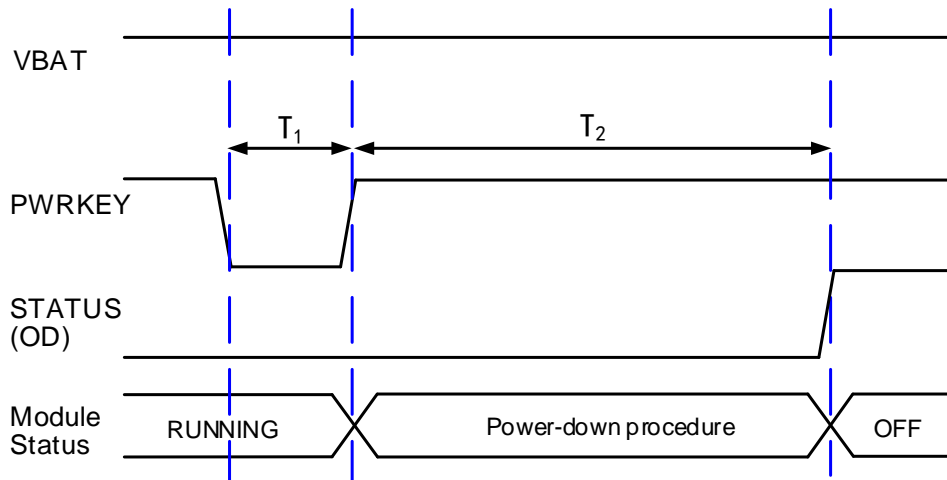 VBAT
T₁
T₂
PWRKEY
STATUS
(OD)
Module
Status
RUNNING
Power-down procedure
OFF